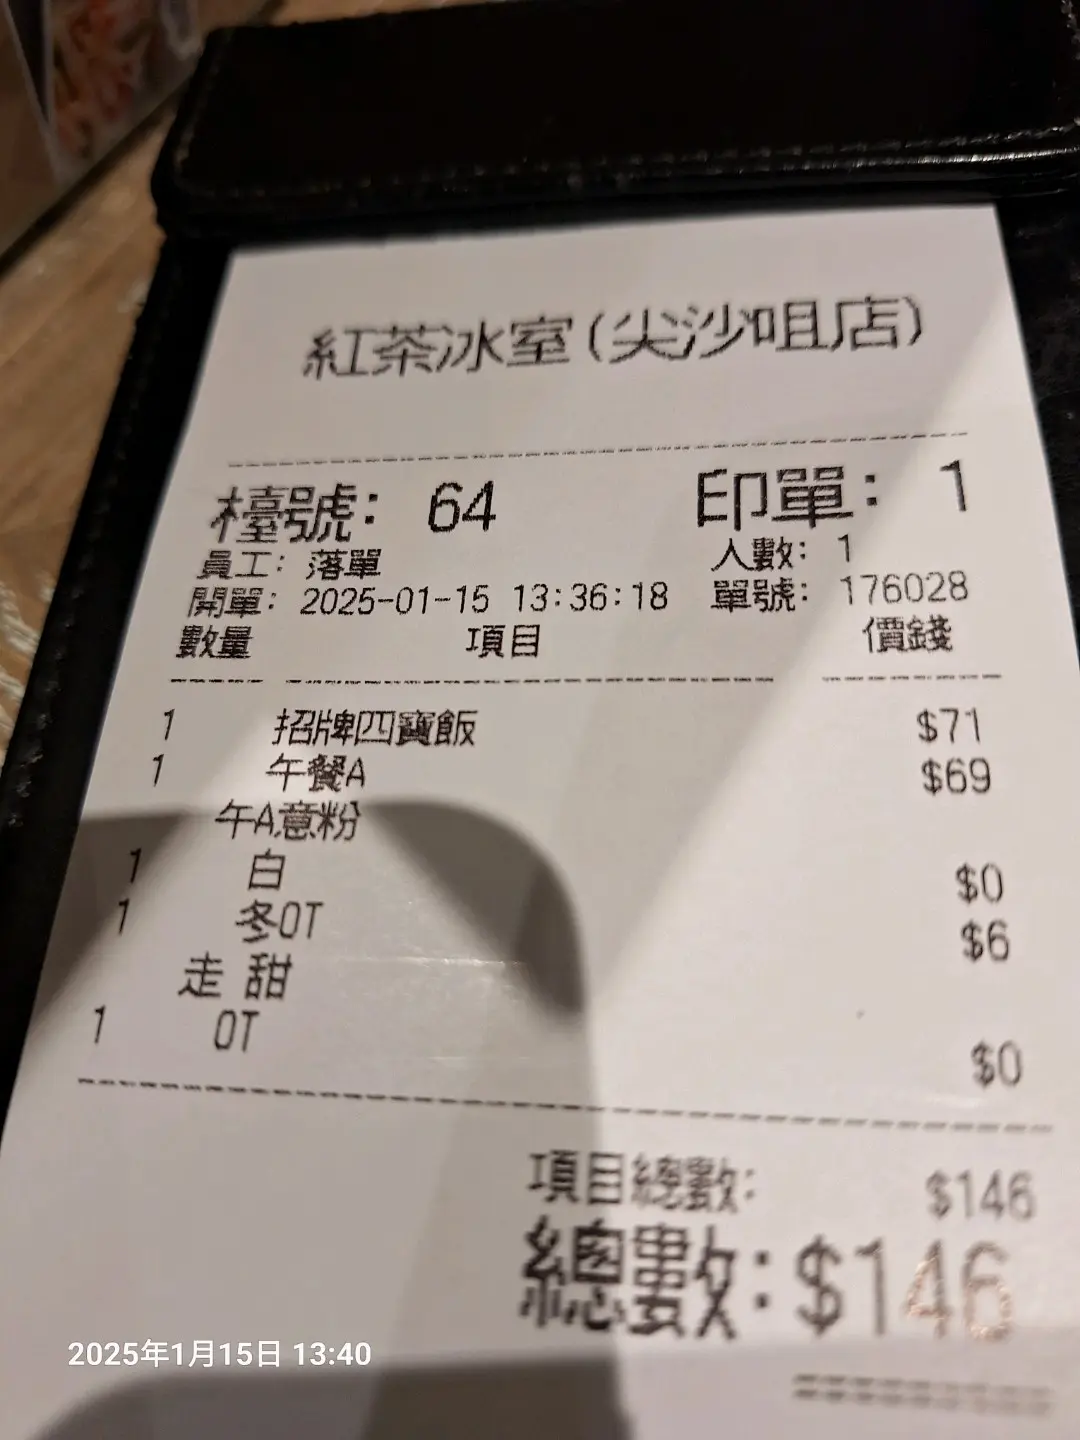 紅茶冰室(尖沙咀店)
檯號: 64 印單: 1
員工: 落單 人數: 1
開單: 2025-01-15 13:36:18 單號: 176028
數量 項目 價錢
1 招牌四寶飯 $71
1 午餐A $69
午A意粉
1 白 $0
1 冬OT $6
走 甜
1 OT $0
項目總數: $146
總數: $146
2025年1月15日 13:40